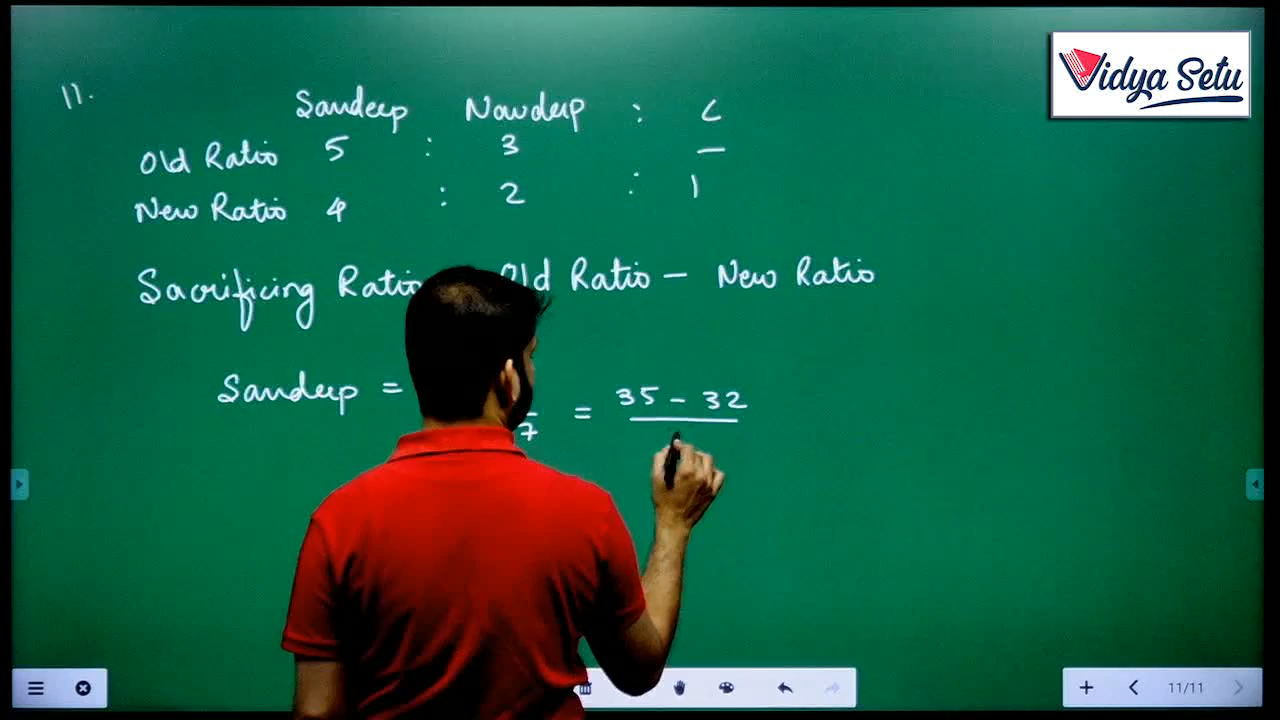 Vidya Setu
11.
Sandeep Navdeep : C
Old Ratio 5 : 3 —
New Ratio 4 : 2 : 1
Sacrificing Ratio Old Ratio – New Ratio
Sandeep =
7 = 35 – 32
11/11